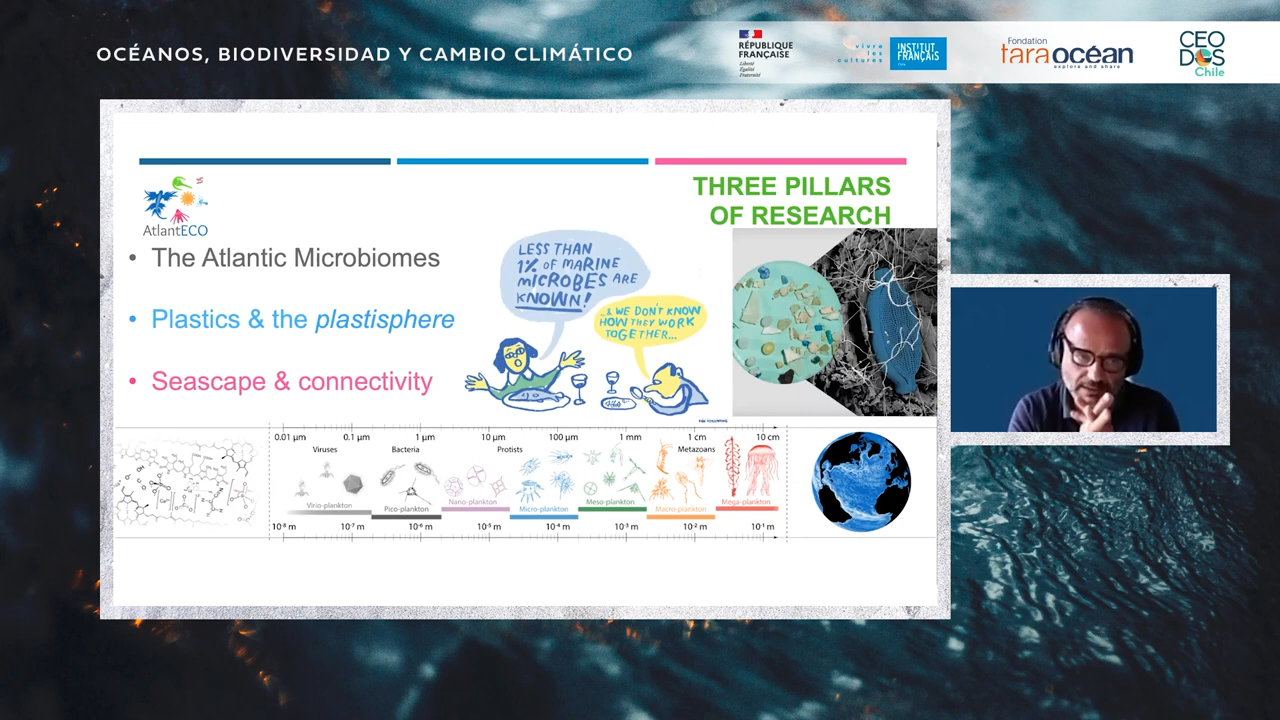 OCÉANOS, BIODIVERSIDAD Y CAMBIO CLIMÁTICO
RÉPUBLIQUE
FRANÇAISE
Liberté
Égalité
Fraternité
vivre
les
cultures
INSTITUT
FRANÇAIS
Chile
Fondation
taraocéan
explore and share
CEO
DOS
Chile
AtlantECO
THREE PILLARS
OF RESEARCH
• The Atlantic Microbiomes
• Plastics & the plastisphere
• Seascape & connectivity
LESS THAN
1% OF MARINE
MICROBES ARE
KNOWN!
..& WE DON'T KNOW
HOW THEY WORK
TOGETHER...
0.01 µm 0.1 µm 1 µm 10 µm 100 µm 1 mm 1 cm 10 cm
Viruses Bacteria Protists Metazoans
Virio-plankton Pico-plankton Nano-plankton Micro-plankton Meso-plankton Macro-plankton Mega-plankton
10⁻⁸ m 10⁻⁷ m 10⁻⁶ m 10⁻⁵ m 10⁻⁴ m 10⁻³ m 10⁻² m 10⁻¹ m